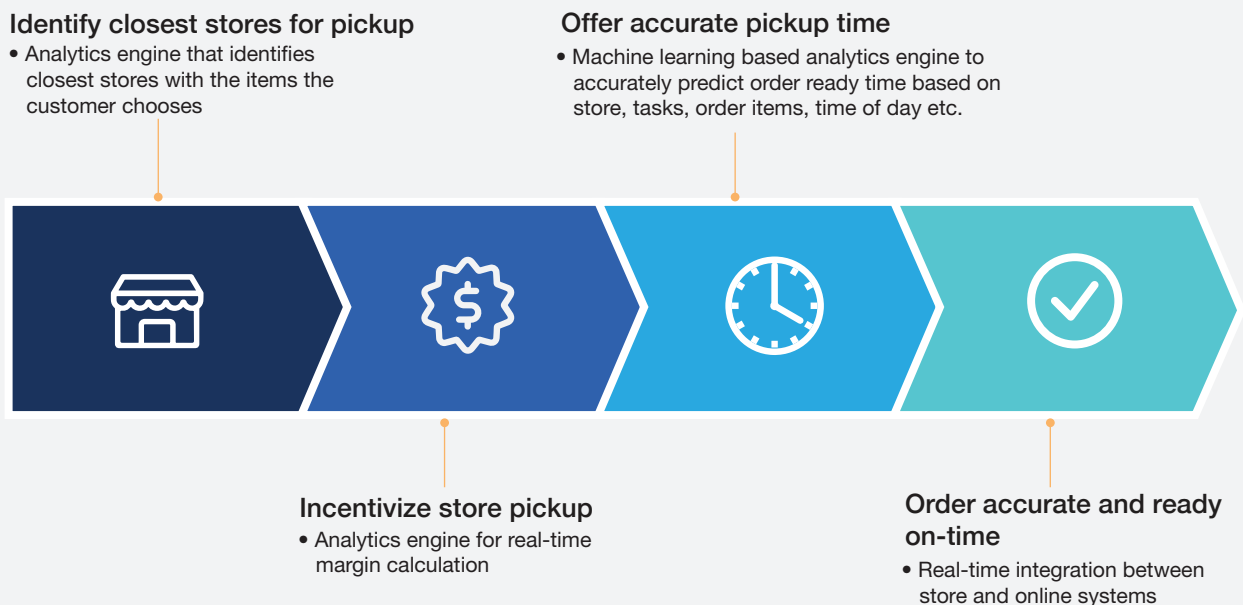 Identify closest stores for pickup
• Analytics engine that identifies
closest stores with the items the
customer chooses
Offer accurate pickup time
• Machine learning based analytics engine to
accurately predict order ready time based on
store, tasks, order items, time of day etc.
$
Incentivize store pickup
• Analytics engine for real-time
margin calculation
Order accurate and ready
on-time
• Real-time integration between
store and online systems